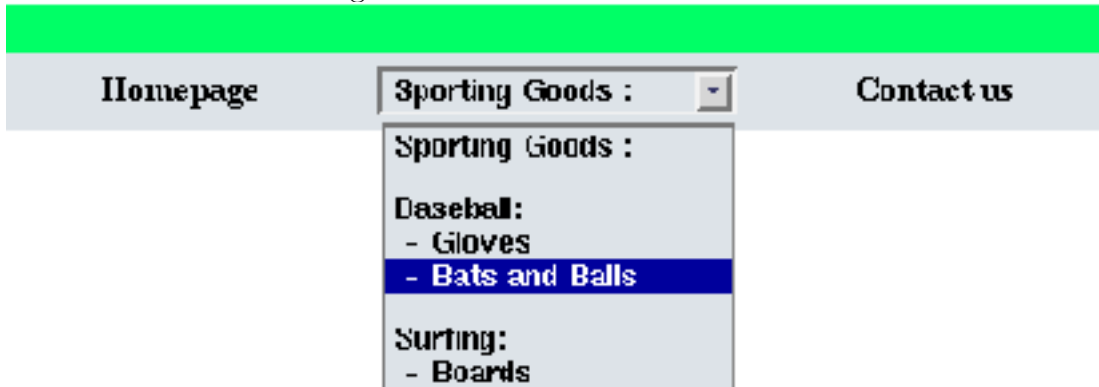 Homepage
Sporting Goods :
Contact us
Sporting Goods :
Baseball:
- Gloves
- Bats and Balls
Surfing:
- Boards